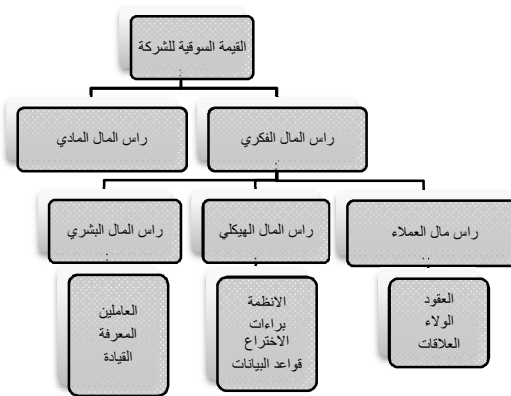 القيمة السوقية للشركة
:
راس المال الفكري
:
راس المال المادي
راس مال العملاء
..
راس المال الهيكلي
.
راس المال البشري
:
العقود
الولاء
العلاقات
الانظمة
براءات
الاختراع
قواعد البيانات
العاملين
المعرفة
القيادة